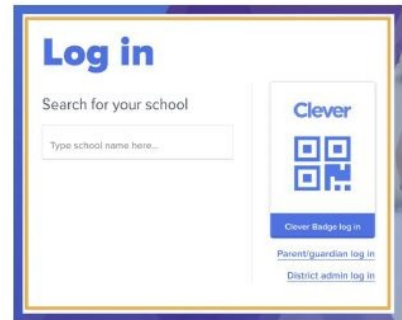 Log in
Search for your school
Type school name here...
Clever
Clever Badge log in
Parent/guardian log in
District admin log in